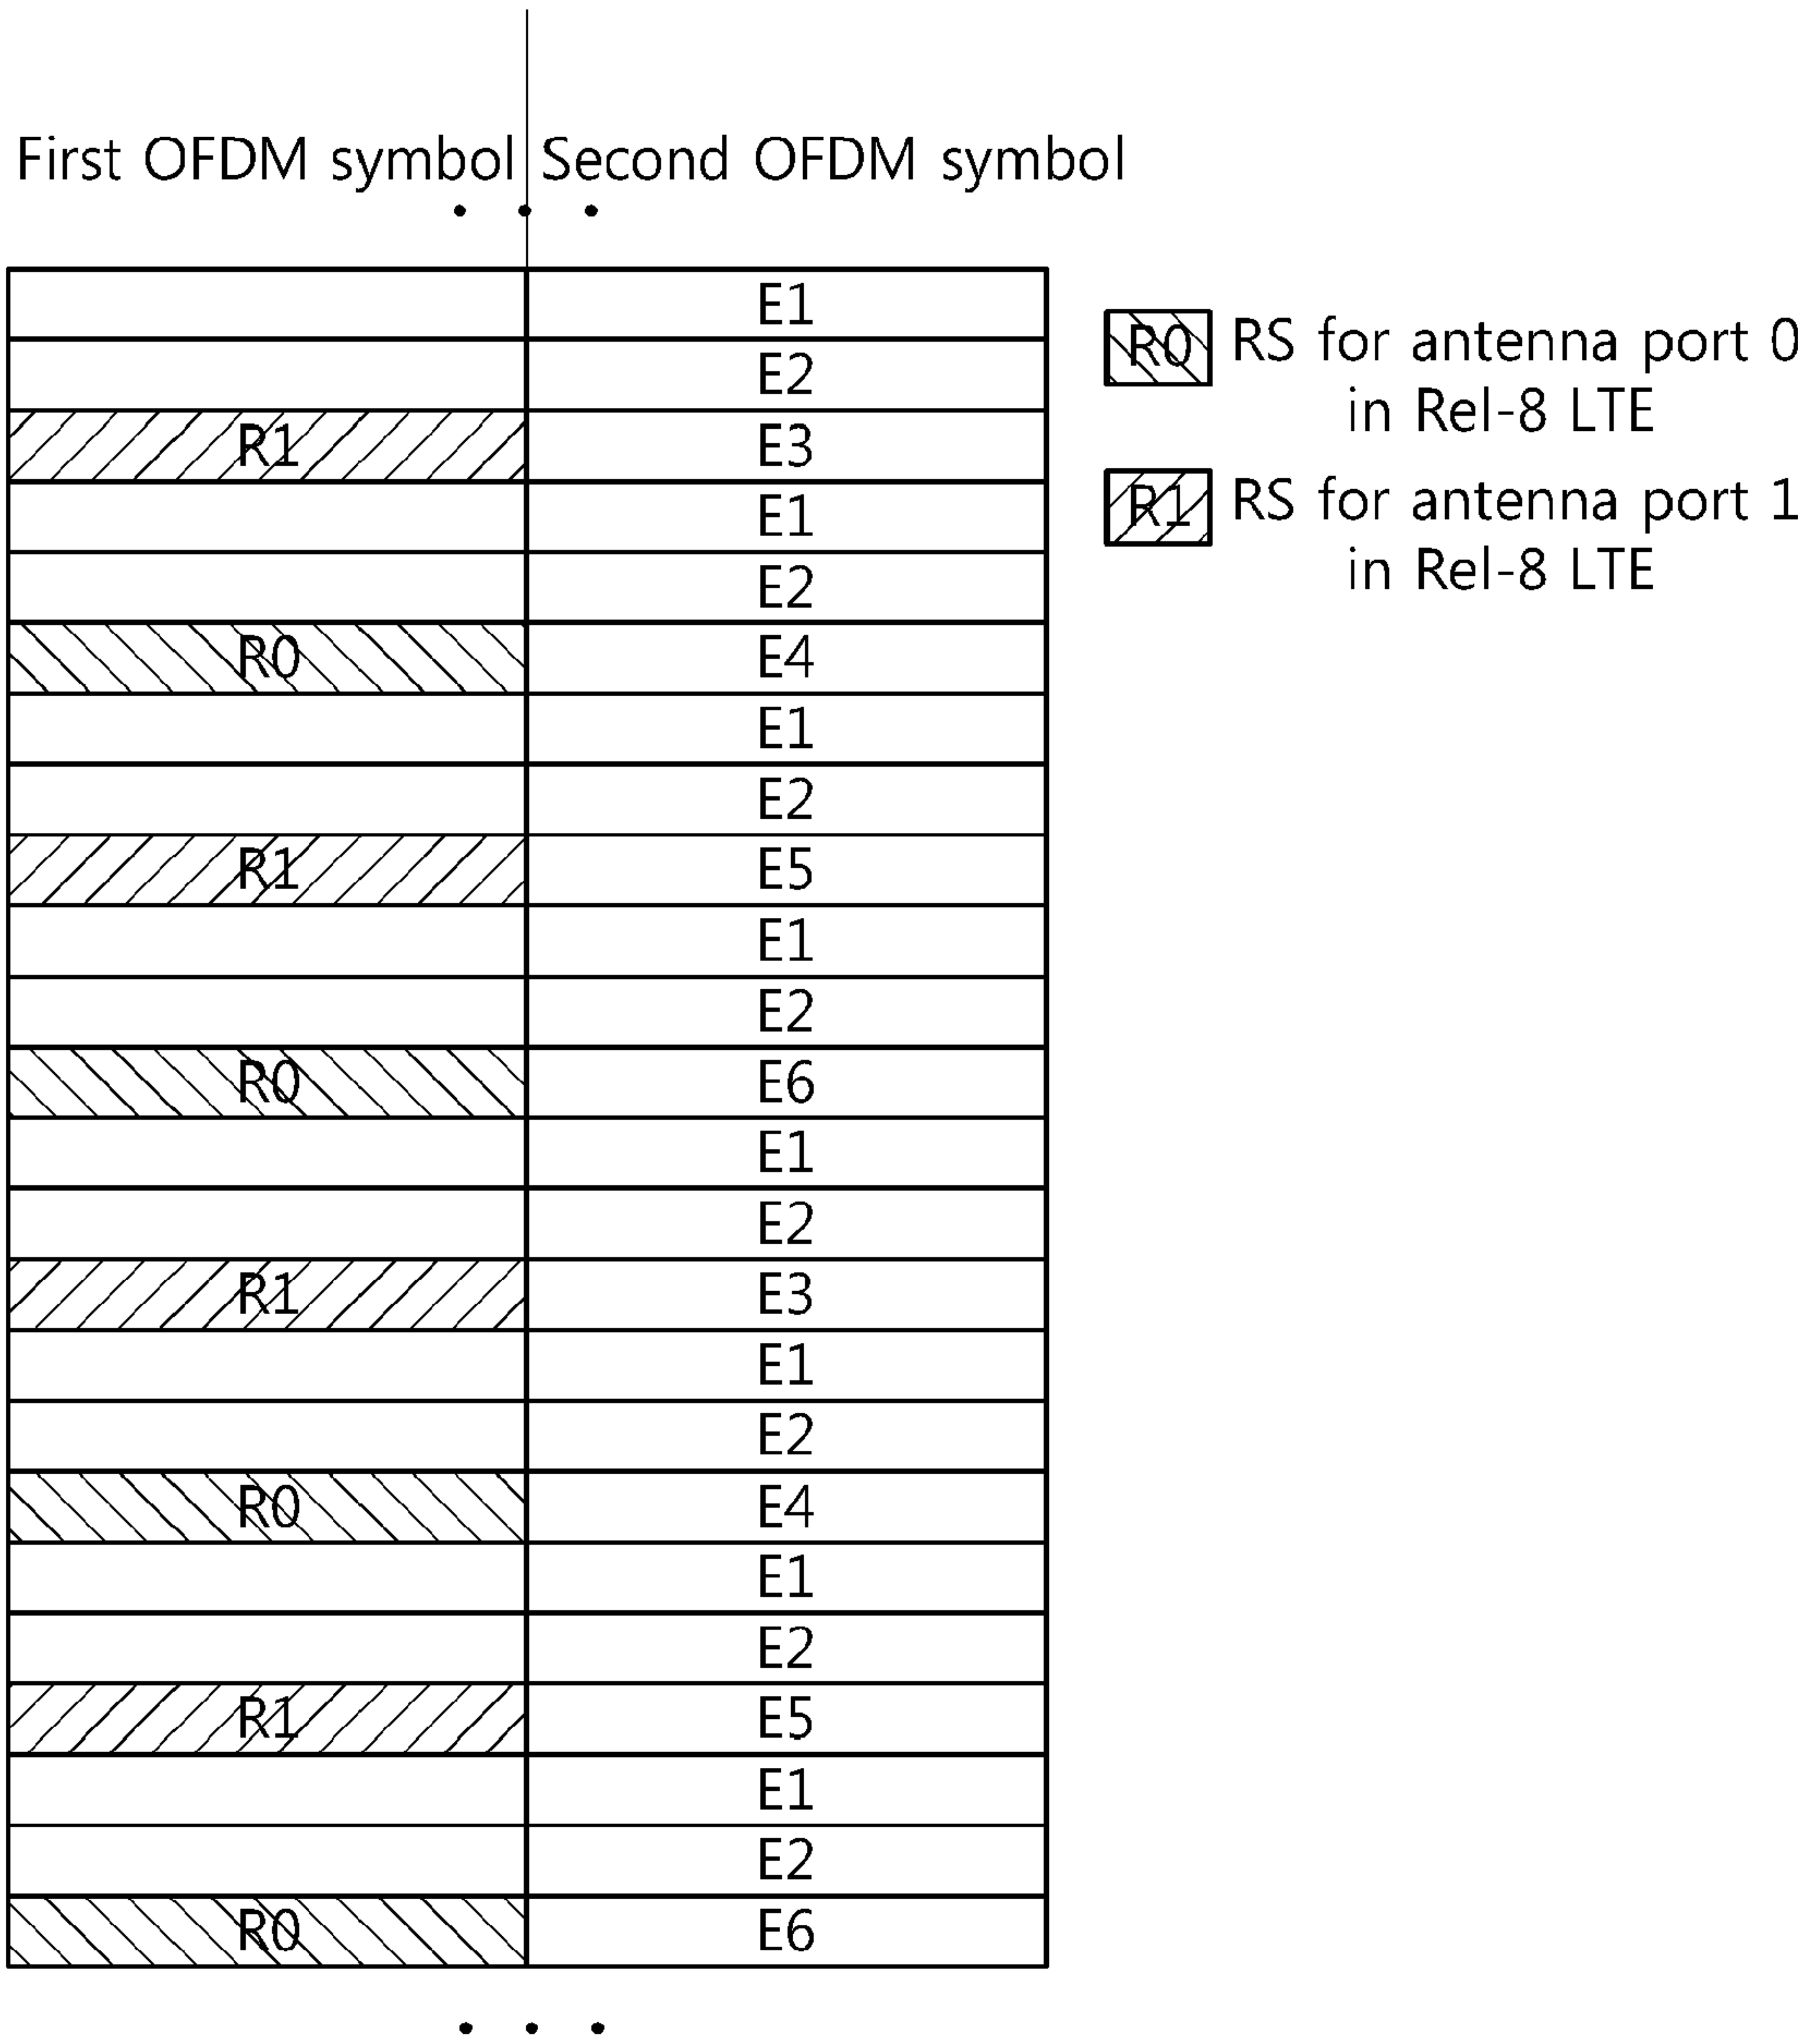 First OFDM symbol Second OFDM symbol
. . .
E1
E2
R1 E3
E1
E2
R0 E4
E1
E2
R1 E5
E1
E2
R0 E6
E1
E2
R1 E3
E1
E2
R0 E4
E1
E2
R1 E5
E1
E2
R0 E6
. . .
R0 RS for antenna port 0
in Rel-8 LTE
R1 RS for antenna port 1
in Rel-8 LTE